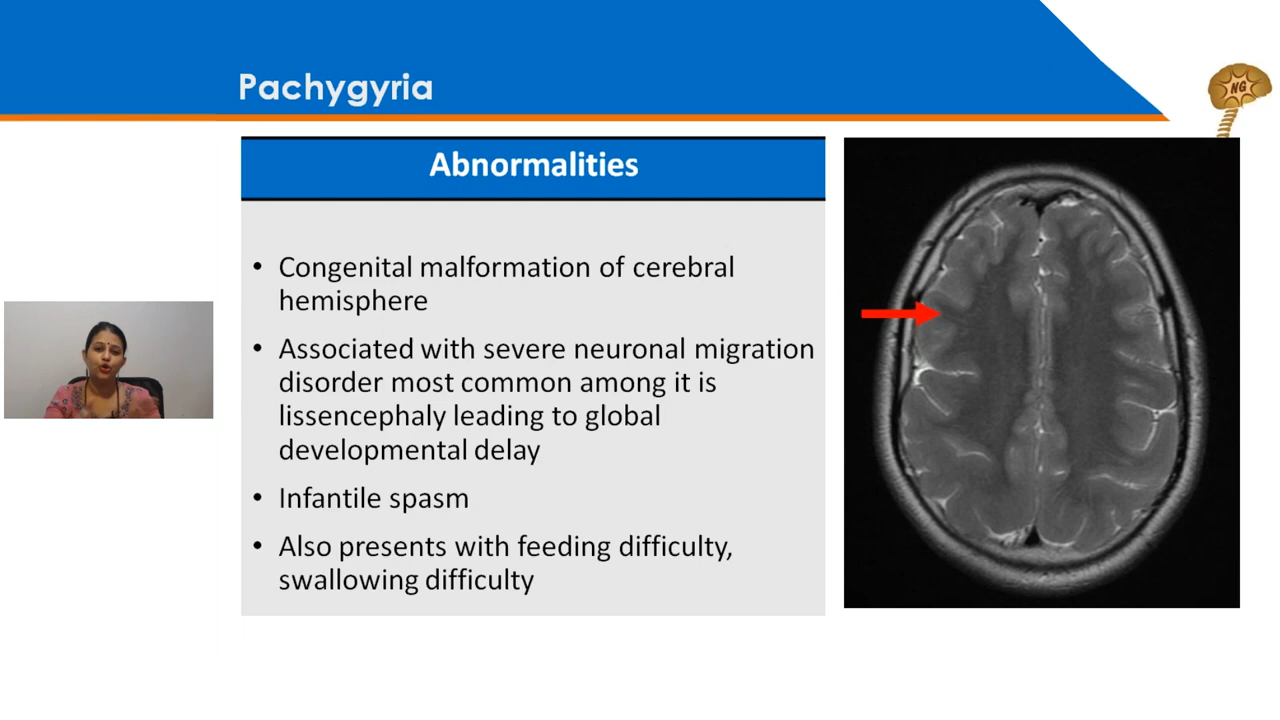 Pachygyria
NG
Abnormalities
• Congenital malformation of cerebral
hemisphere
• Associated with severe neuronal migration
disorder most common among it is
lissencephaly leading to global
developmental delay
• Infantile spasm
• Also presents with feeding difficulty,
swallowing difficulty